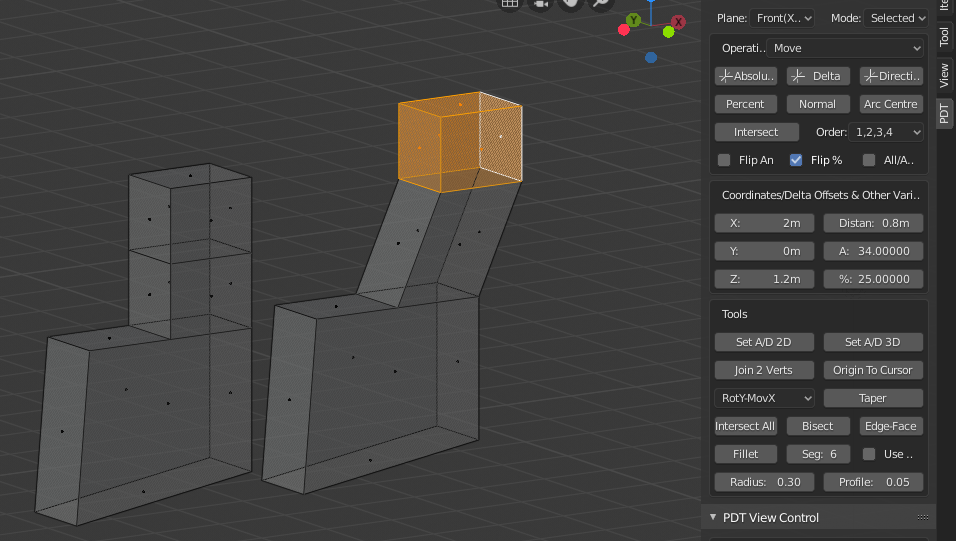 Y
X
Plane: Front(X.. Mode: Selected
Operati.. Move
Absolu.. Delta Directi..
Percent Normal Arc Centre
Intersect Order: 1,2,3,4
Flip An Flip % All/A..
Coordinates/Delta Offsets & Other Vari..
X: 2m Distan: 0.8m
Y: 0m A: 34.00000
Z: 1.2m %: 25.00000
Tools
Set A/D 2D Set A/D 3D
Join 2 Verts Origin To Cursor
RotY-MovX Taper
Intersect All Bisect Edge-Face
Fillet Seg: 6 Use ..
Radius: 0.30 Profile: 0.05
PDT View Control
Tool
View
PDT